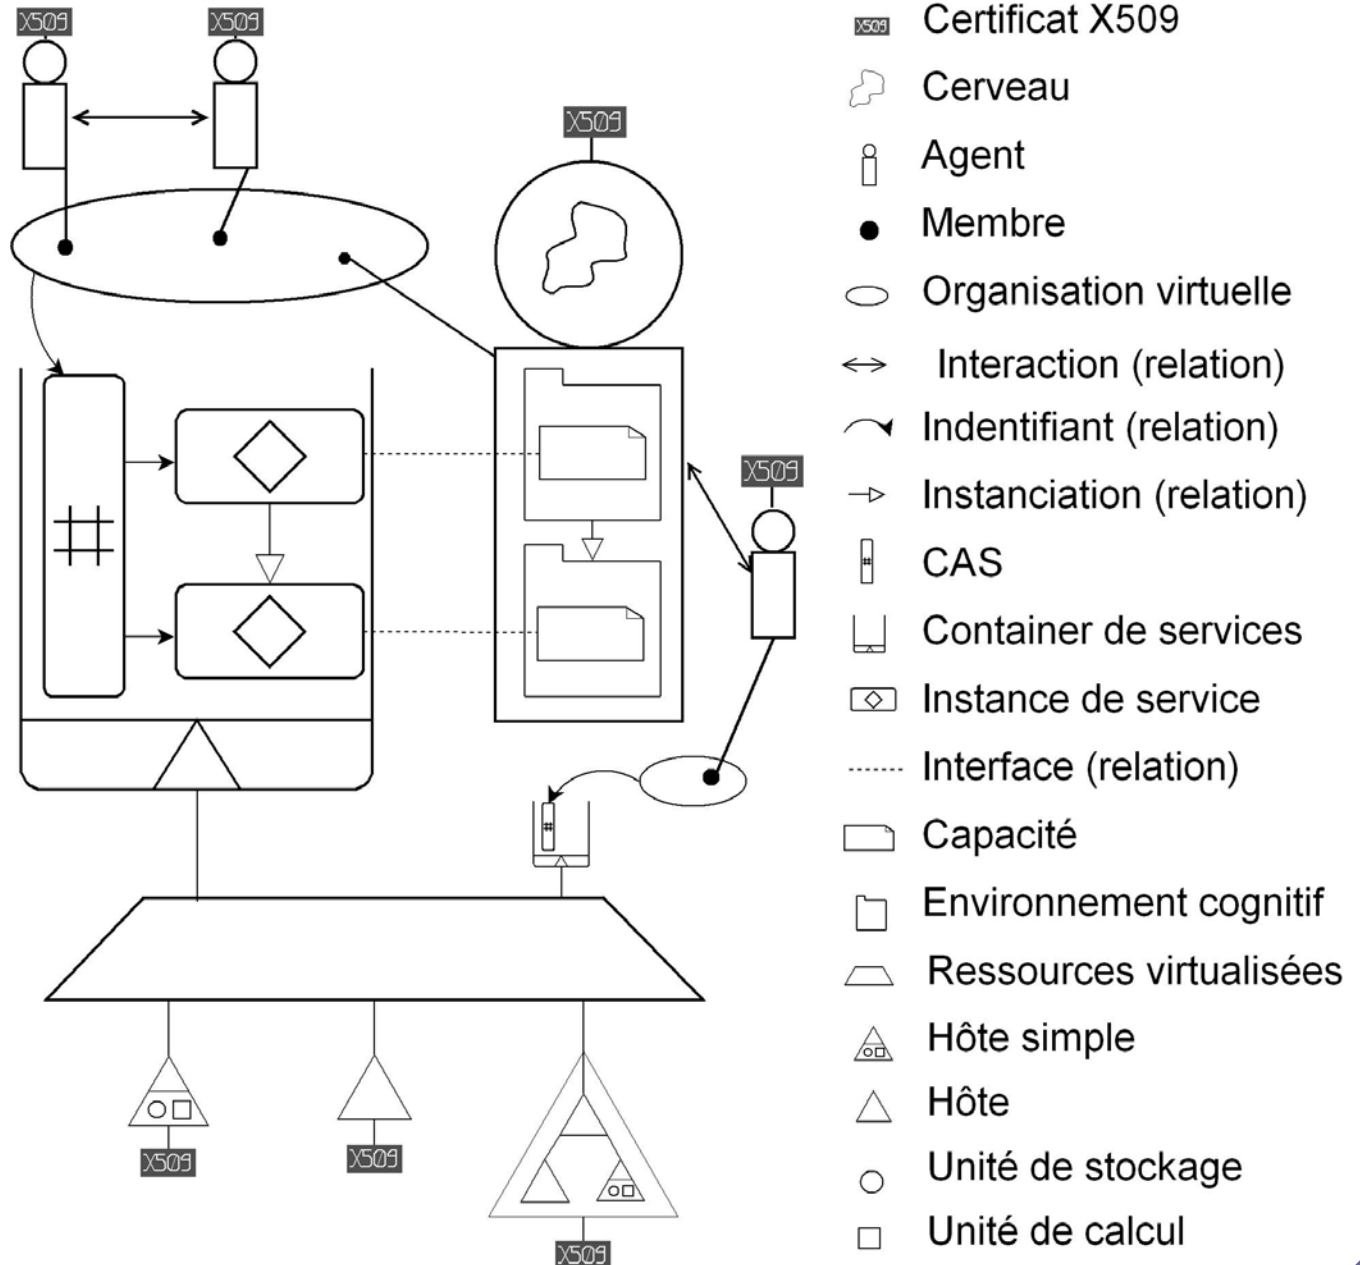 X509
X509
X509
X509
X509
X509
X509
#
#
X509 Certificat X509
Cerveau
Agent
Membre
Organisation virtuelle
Interaction (relation)
Indentifiant (relation)
Instanciation (relation)
# CAS
Container de services
Instance de service
Interface (relation)
Capacité
Environnement cognitif
Ressources virtualisées
Hôte simple
Hôte
Unité de stockage
Unité de calcul